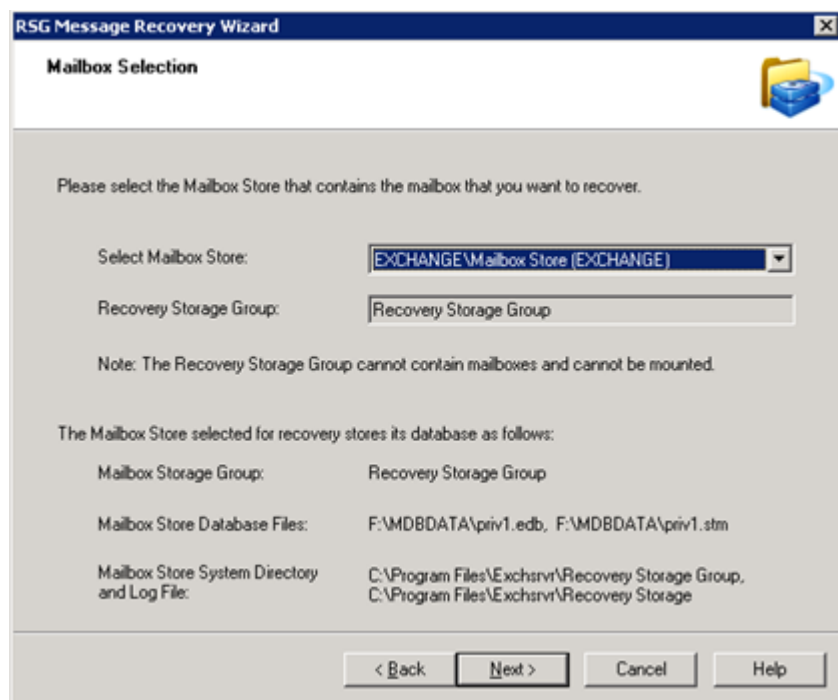 RSG Message Recovery Wizard
Mailbox Selection
Please select the Mailbox Store that contains the mailbox that you want to recover.
Select Mailbox Store:
EXCHANGE\Mailbox Store (EXCHANGE)
Recovery Storage Group:
Recovery Storage Group
Note: The Recovery Storage Group cannot contain mailboxes and cannot be mounted.
The Mailbox Store selected for recovery stores its database as follows:
Mailbox Storage Group:
Recovery Storage Group
Mailbox Store Database Files:
F:\MDBDATA\priv1.edb, F:\MDBDATA\priv1.stm
Mailbox Store System Directory
and Log File:
C:\Program Files\Exchsrvr\Recovery Storage Group,
C:\Program Files\Exchsrvr\Recovery Storage
< Back
Next >
Cancel
Help